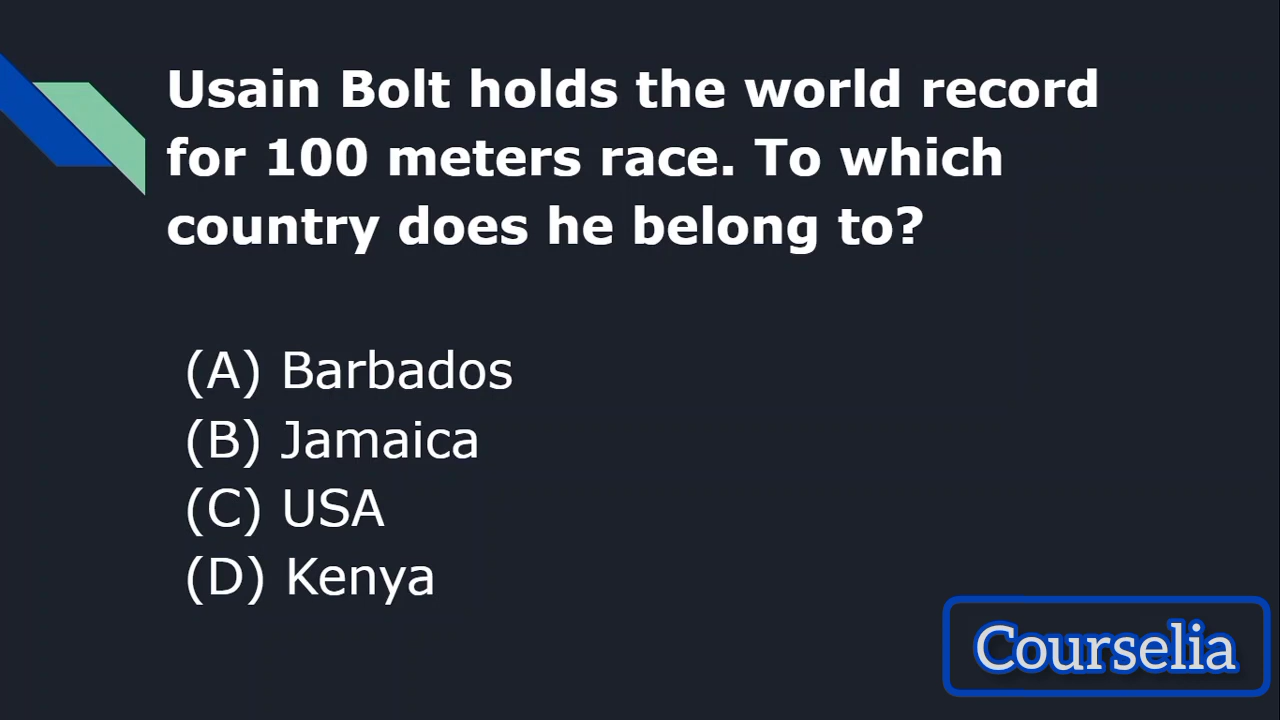 Usain Bolt holds the world record
for 100 meters race. To which
country does he belong to?
(A) Barbados
(B) Jamaica
(C) USA
(D) Kenya
Courselia